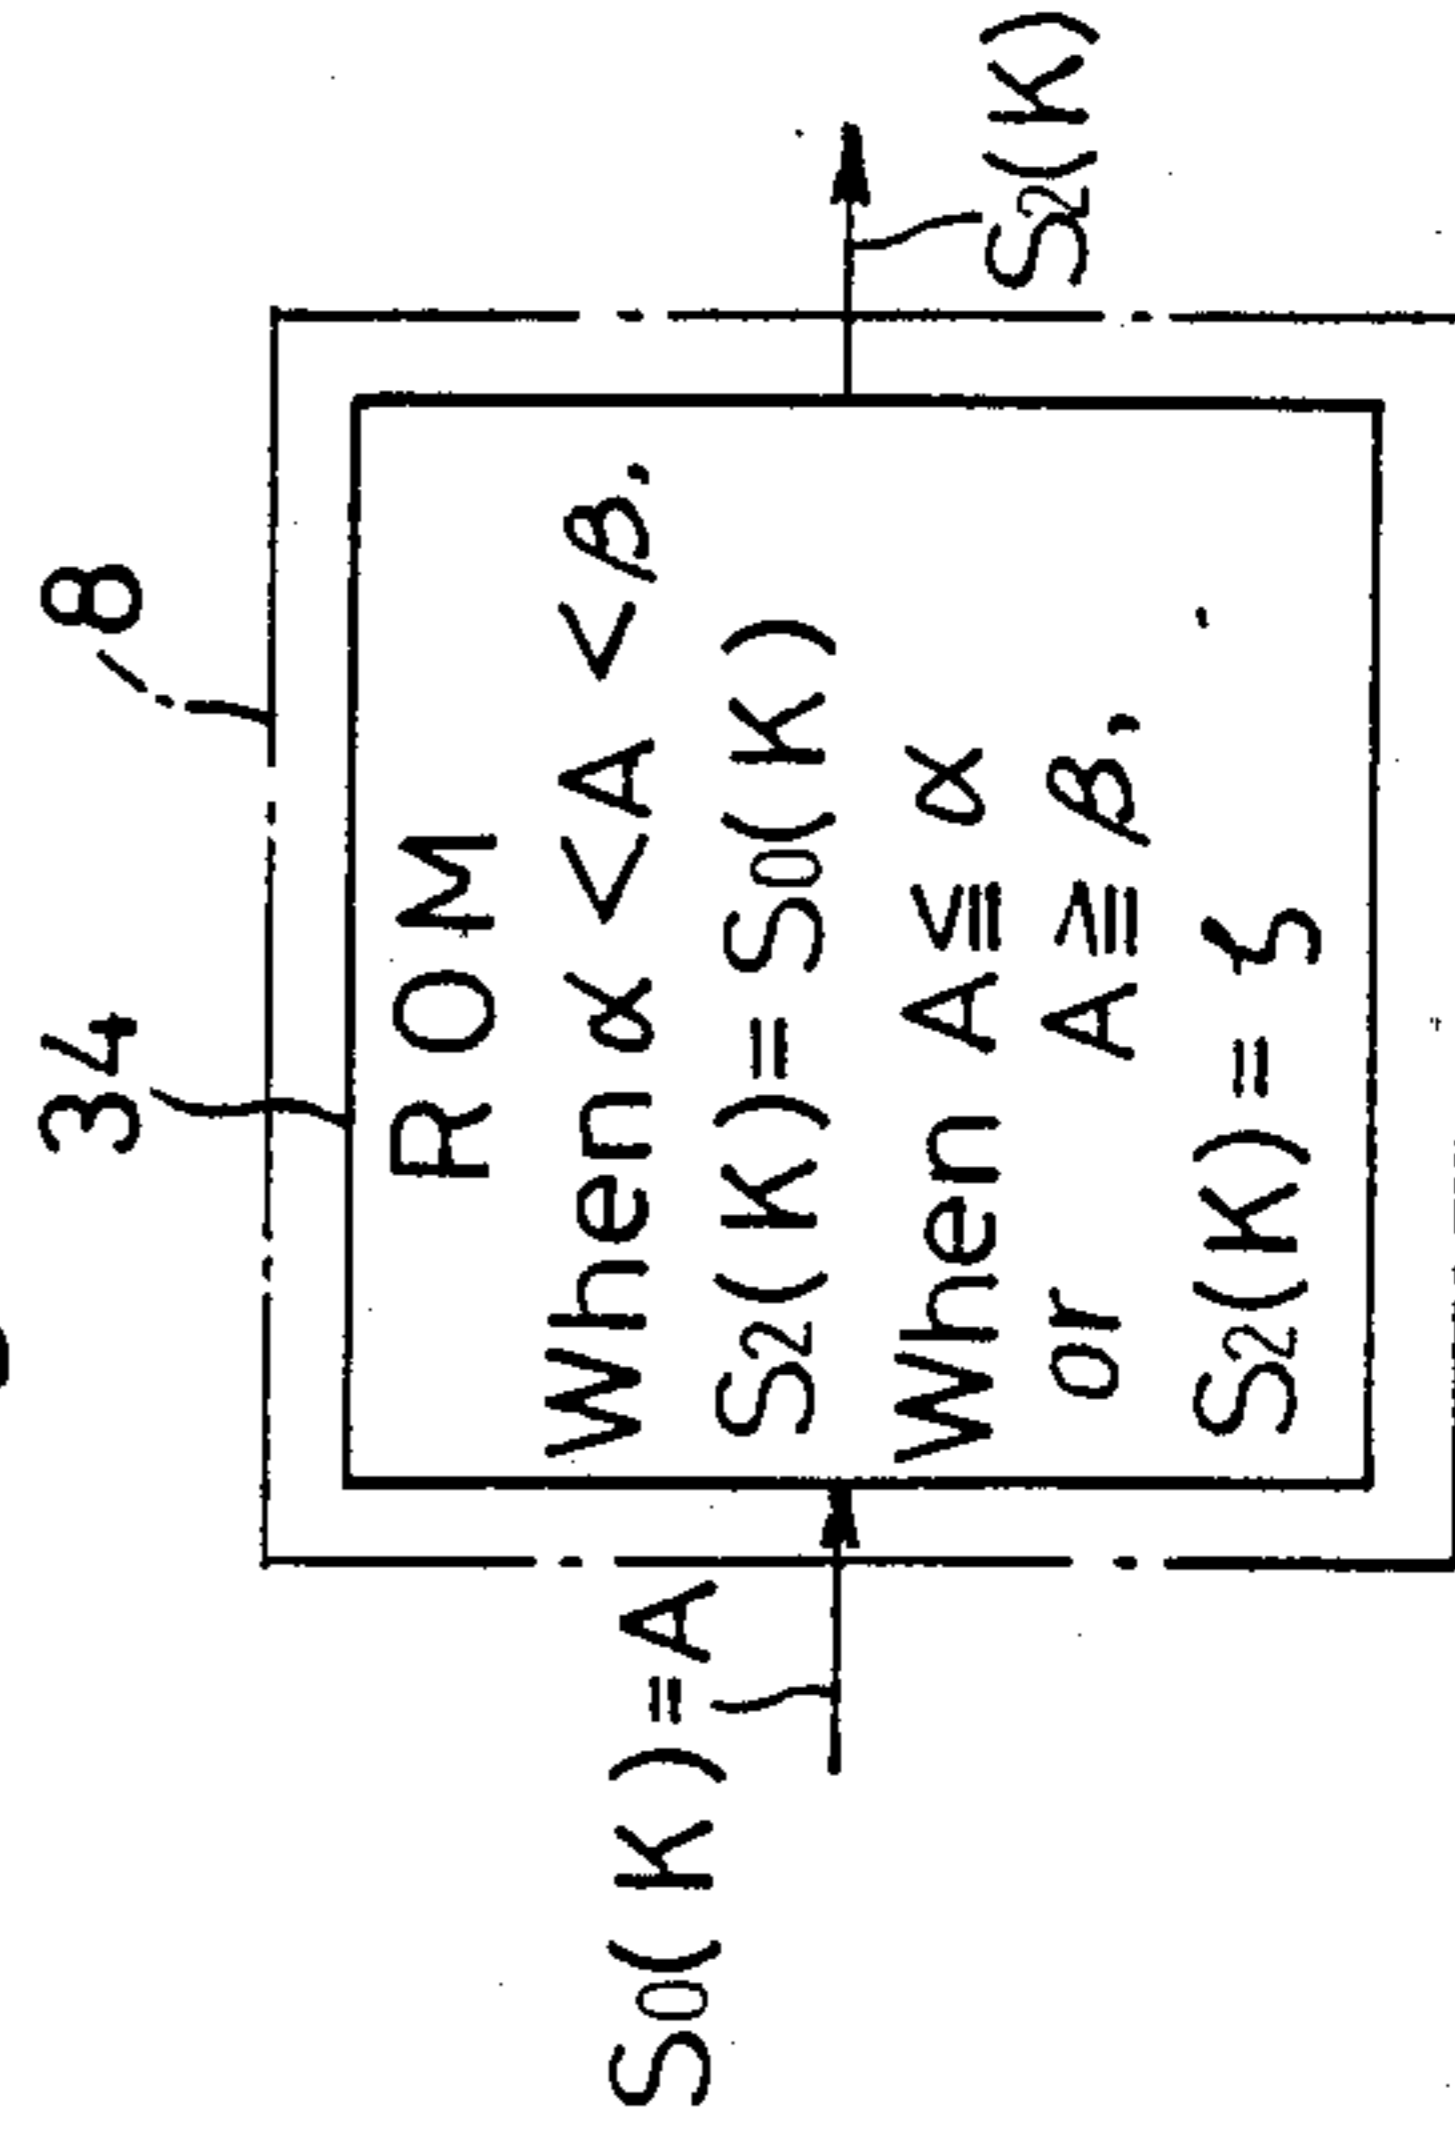 34
8
ROM
When α < A < β,
S2(K) = S0(K)
When A ≦ α
or A ≧ β,
S2(K) = ζ
S0(K) = A
S2(K)